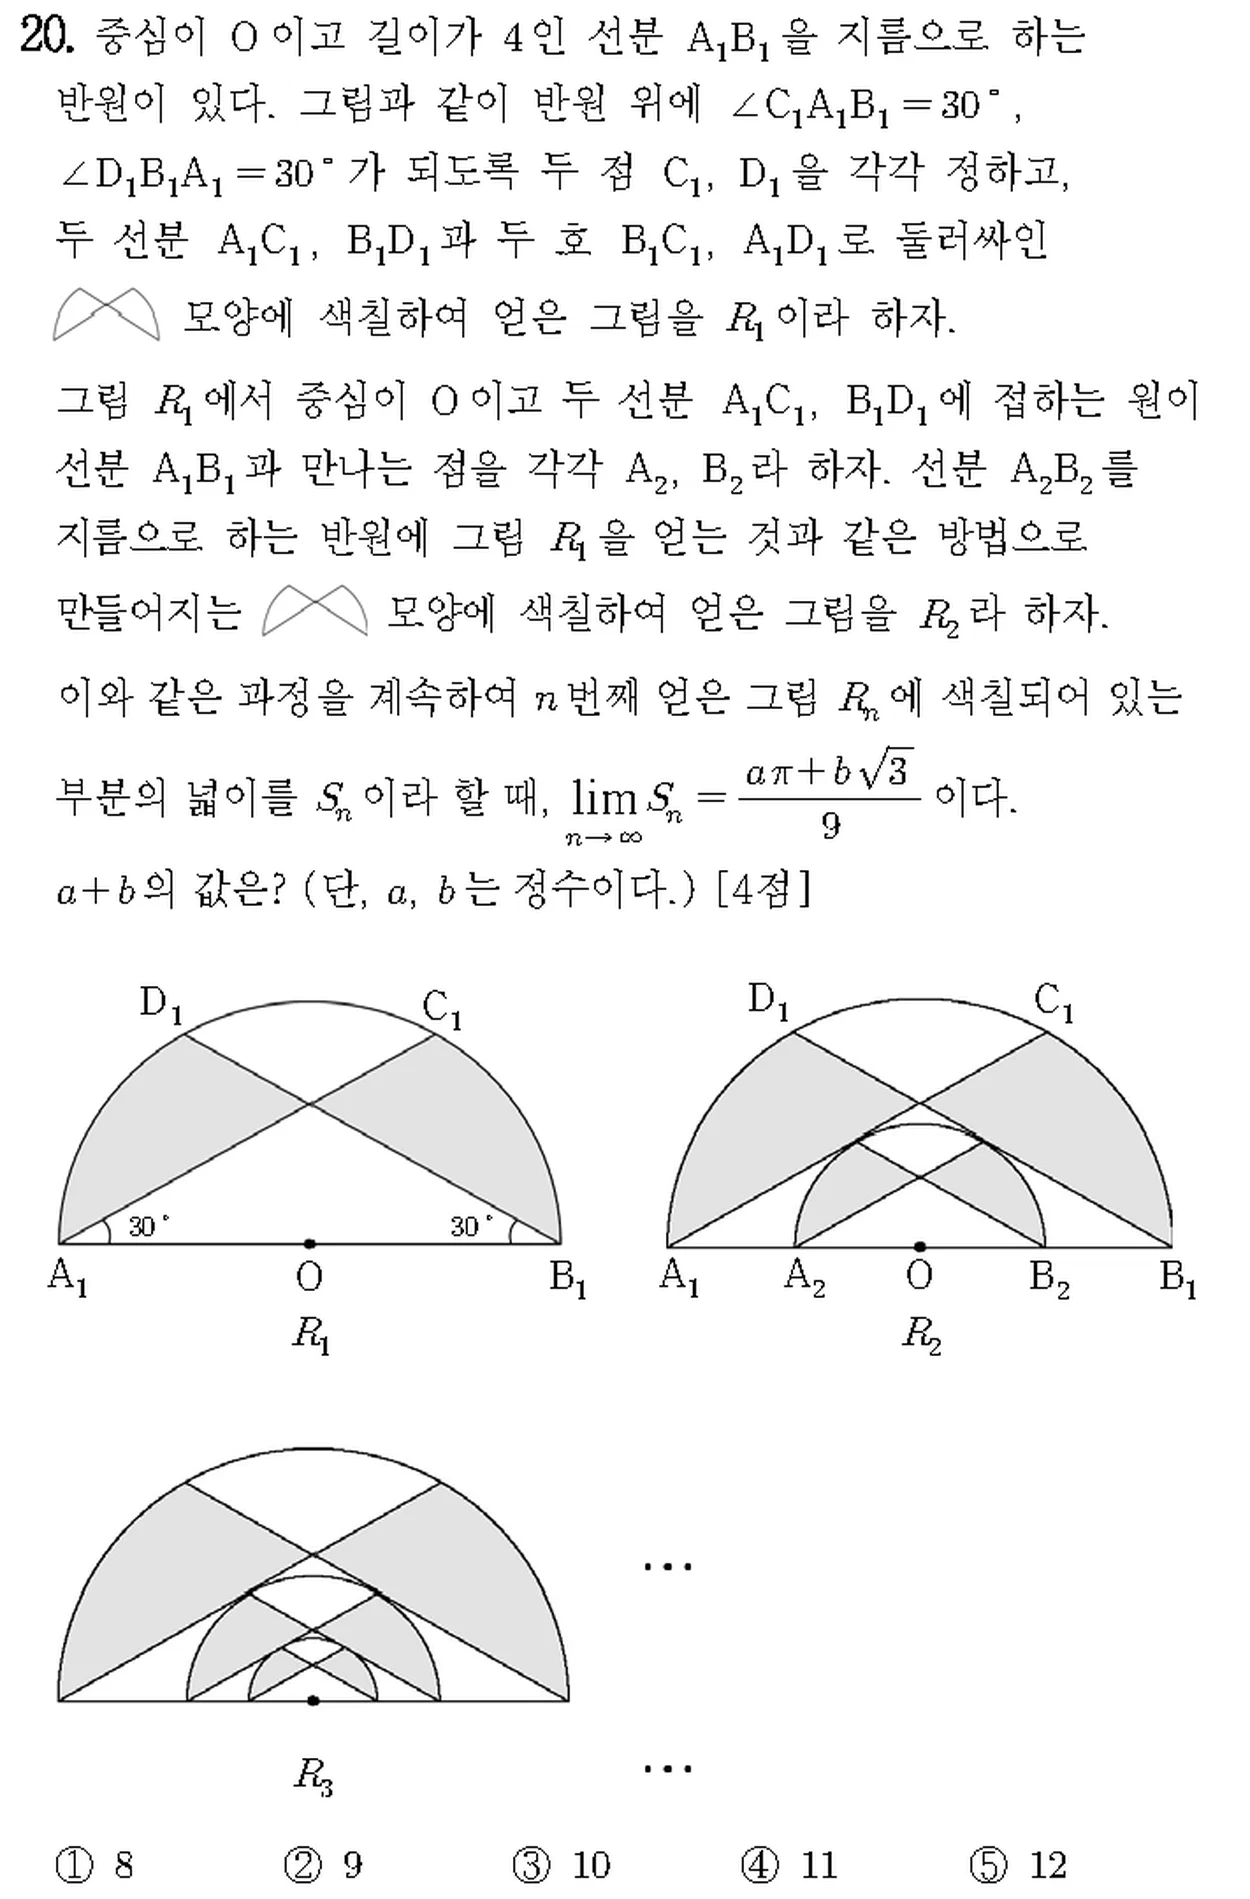 20. 중심이 O이고 길이가 4인 선분 A₁B₁을 지름으로 하는
반원이 있다. 그림과 같이 반원 위에 ∠C₁A₁B₁=30°,
∠D₁B₁A₁=30°가 되도록 두 점 C₁, D₁을 각각 정하고,
두 선분 A₁C₁, B₁D₁과 두 호 B₁C₁, A₁D₁로 둘러싸인
모양에 색칠하여 얻은 그림을 R₁이라 하자.
그림 R₁에서 중심이 O이고 두 선분 A₁C₁, B₁D₁에 접하는 원이
선분 A₁B₁과 만나는 점을 각각 A₂, B₂라 하자. 선분 A₂B₂를
지름으로 하는 반원에 그림 R₁을 얻는 것과 같은 방법으로
만들어지는 모양에 색칠하여 얻은 그림을 R₂라 하자.
이와 같은 과정을 계속하여 n번째 얻은 그림 Rₙ에 색칠되어 있는
부분의 넓이를 Sₙ이라 할 때, lim n→∞ Sₙ = (aπ+b√3)/9 이다.
a+b의 값은? (단, a, b는 정수이다.) [4점]
D₁ C₁ D₁ C₁
30° 30°
A₁ O B₁ A₁ A₂ O B₂ B₁
R₁ R₂
…
R₃ …
① 8 ② 9 ③ 10 ④ 11 ⑤ 12